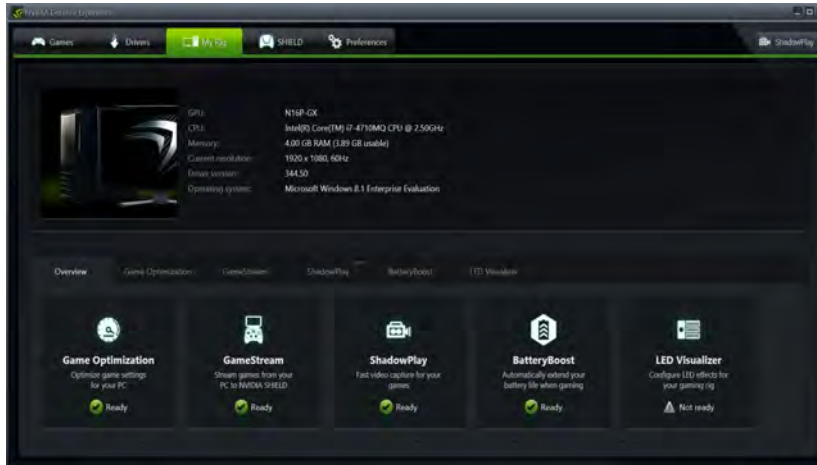 NVIDIA GeForce Experience
Games
Drivers
My Rig
SHIELD
Preferences
ShadowPlay
GPU: N16P-GX
CPU: Intel(R) Core(TM) i7-4710MQ CPU @ 2.50GHz
Memory: 4.00 GB RAM (3.89 GB usable)
Current resolution: 1920 x 1080, 60Hz
Driver version: 344.50
Operating system: Microsoft Windows 8.1 Enterprise Evaluation
Overview
Game Optimization
GameStream
ShadowPlay
BatteryBoost
LED Visualizer
Game Optimization
Optimize game settings
for your PC
Ready
GameStream
Stream games from your
PC to NVIDIA SHIELD
Ready
ShadowPlay
Fast video capture for your
games
Ready
BatteryBoost
Automatically extend your
battery life when gaming
Ready
LED Visualizer
Configure LED effects for
your gaming rig
Not ready